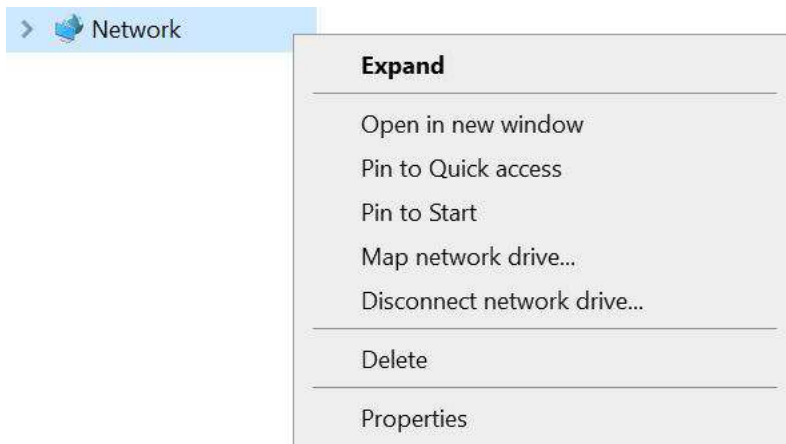 Network
Expand
Open in new window
Pin to Quick access
Pin to Start
Map network drive...
Disconnect network drive...
Delete
Properties